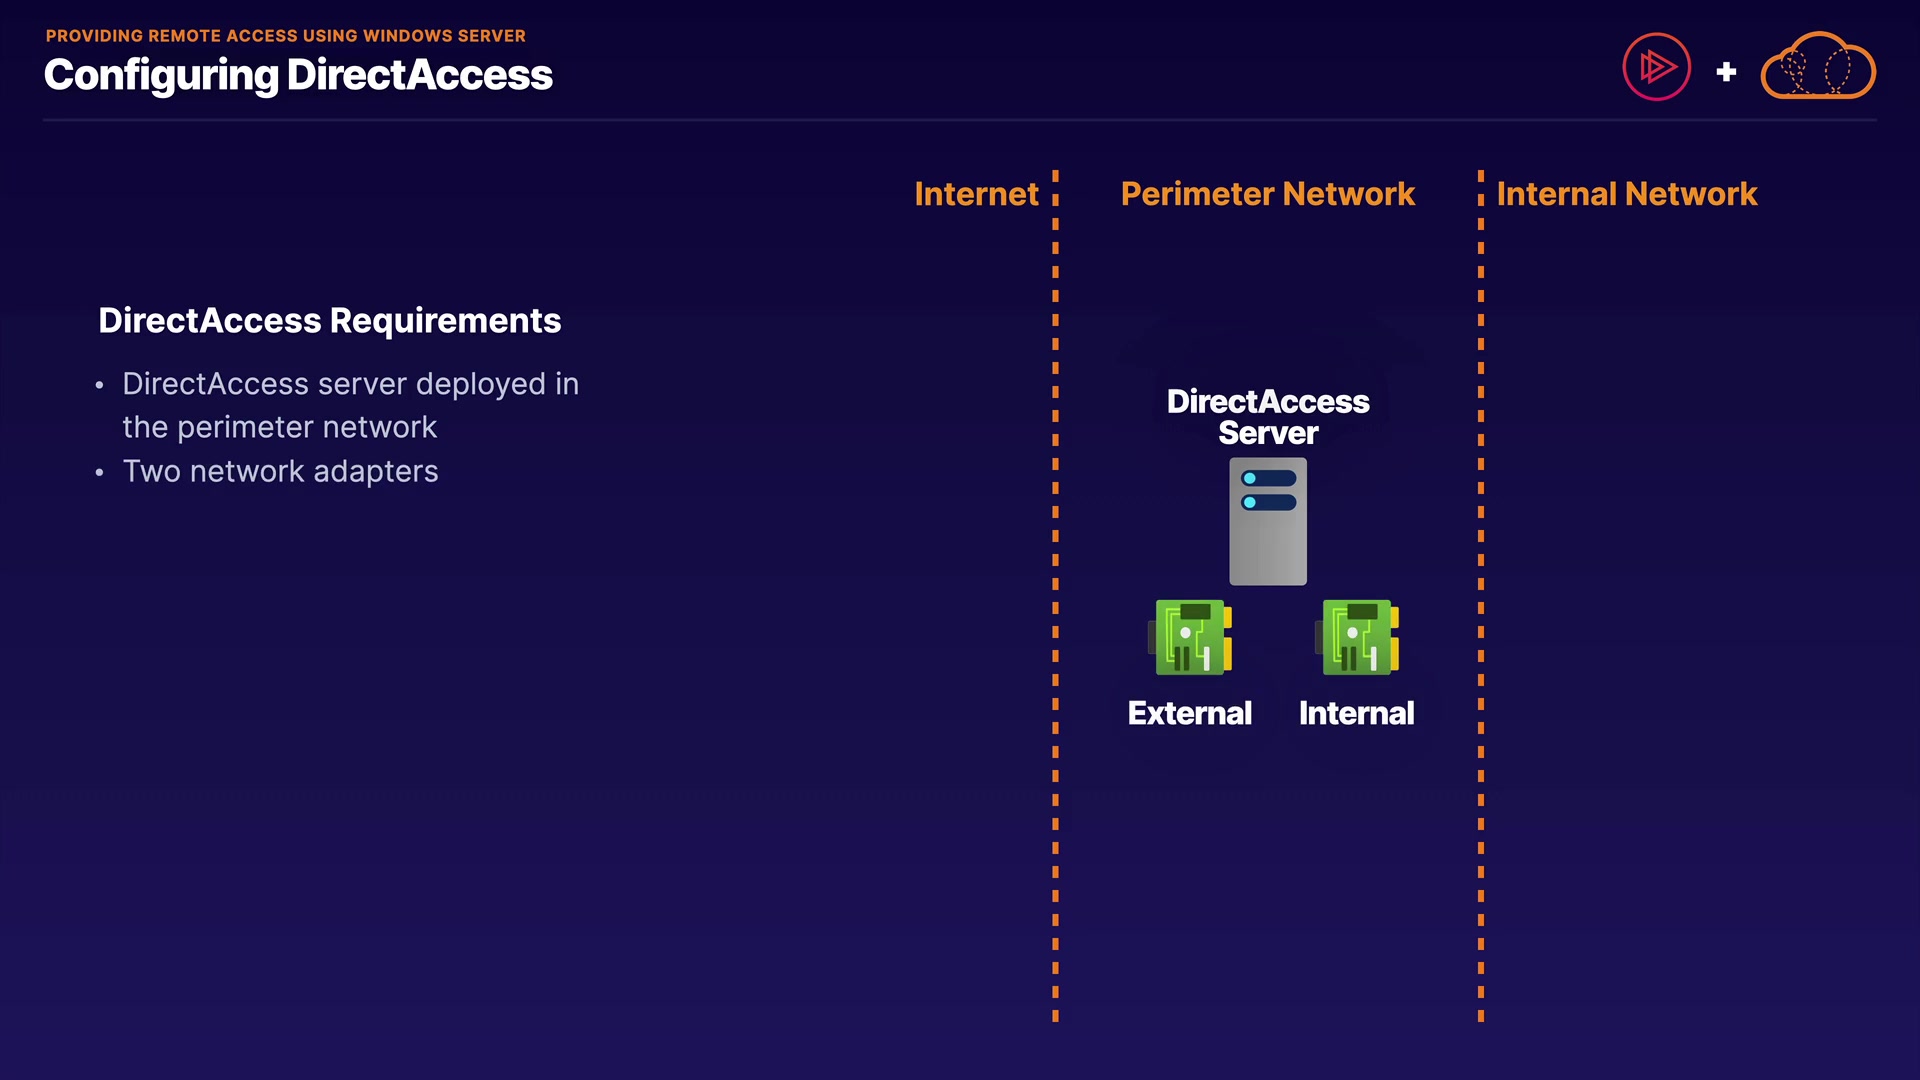 PROVIDING REMOTE ACCESS USING WINDOWS SERVER
Configuring DirectAccess
Internet
Perimeter Network
Internal Network
DirectAccess Requirements
• DirectAccess server deployed in
the perimeter network
• Two network adapters
DirectAccess
Server
External
Internal